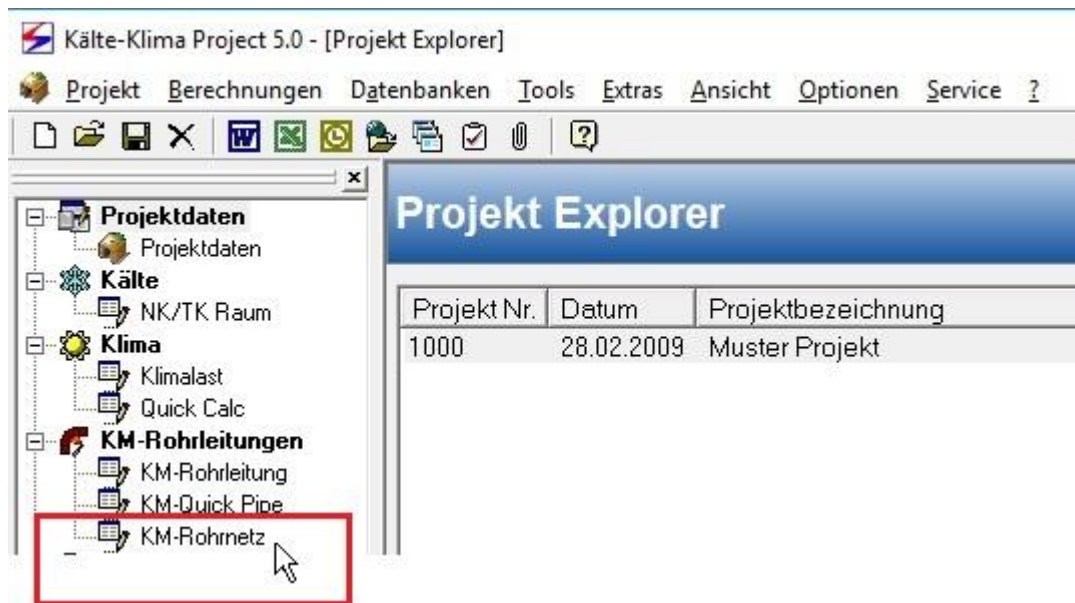 Kälte-Klima Project 5.0 - [Projekt Explorer]
Projekt Berechnungen Datenbanken Tools Extras Ansicht Optionen Service ?
Projektdaten
Projektdaten
Kälte
NK/TK Raum
Klima
Klimalast
Quick Calc
KM-Rohrleitungen
KM-Rohrleitung
KM-Quick Pipe
KM-Rohrnetz
Projekt Explorer
Projekt Nr. Datum Projektbezeichnung
1000 28.02.2009 Muster Projekt